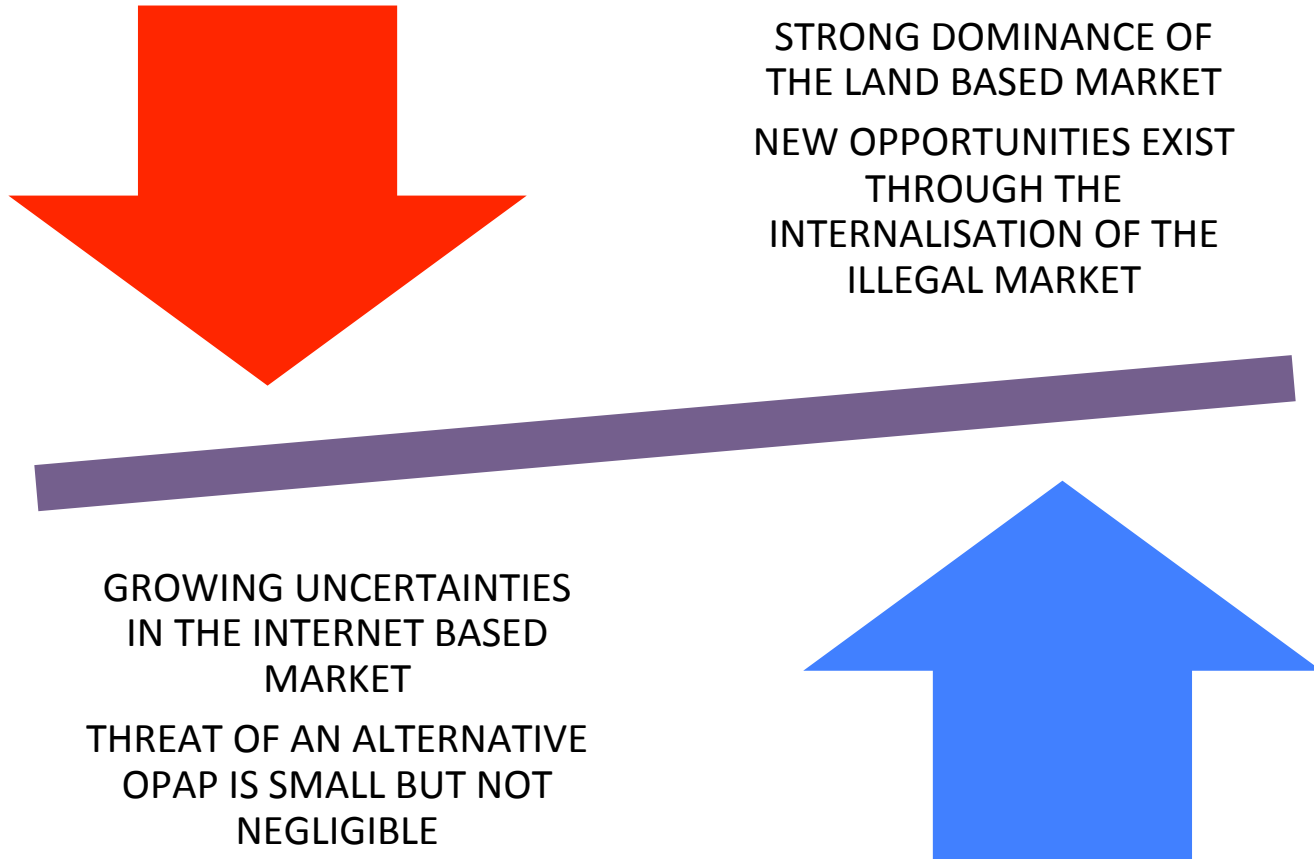 STRONG DOMINANCE OF
THE LAND BASED MARKET
NEW OPPORTUNITIES EXIST
THROUGH THE
INTERNALISATION OF THE
ILLEGAL MARKET
GROWING UNCERTAINTIES
IN THE INTERNET BASED
MARKET
THREAT OF AN ALTERNATIVE
OPAP IS SMALL BUT NOT
NEGLIGIBLE